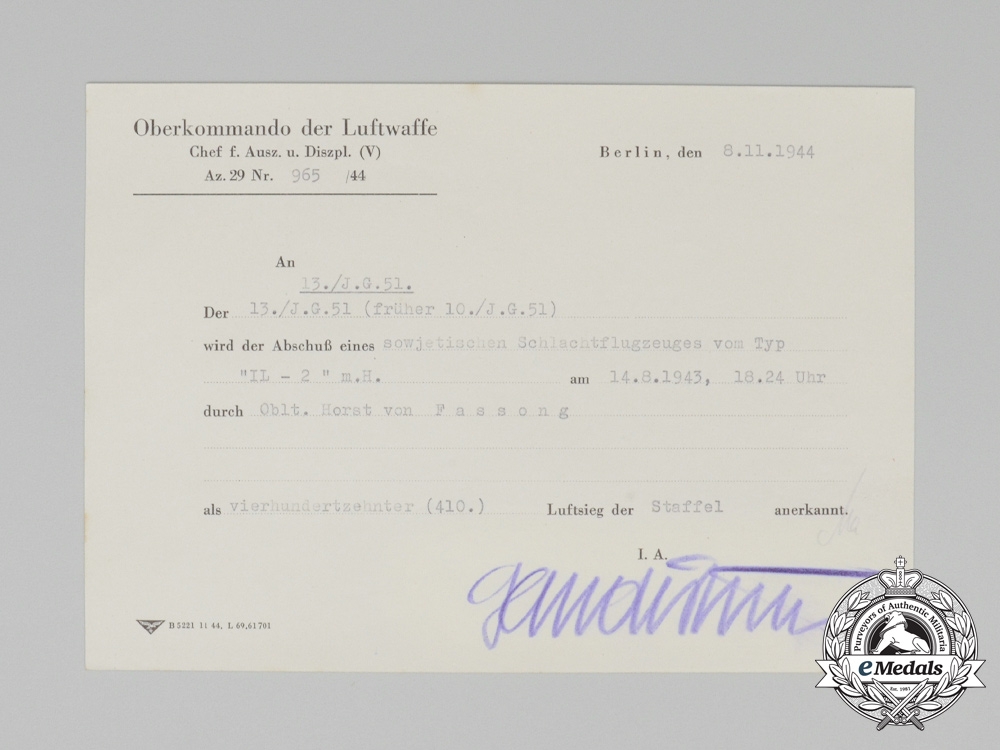 Oberkommando der Luftwaffe
Chef f. Ausz. u. Diszpl. (V)
Az. 29 Nr. 965 /44
Berlin, den 8.11.1944
An
13./J.G.51.
Der 13./J.G.51 (früher 10./J.G.51)
wird der Abschuß eines sowjetischen Schlachtflugzeuges vom Typ
"IL - 2 " m.H. am 14.8.1943, 18.24 Uhr
durch Oblt. Horst von F a s s o n g
als vierhundertzehnter (410.) Luftsieg der Staffel anerkannt.
I. A.
B 5221 11 44, L 69,61701
Purveyors of Authentic Militaria
eMedals
Est. 1997